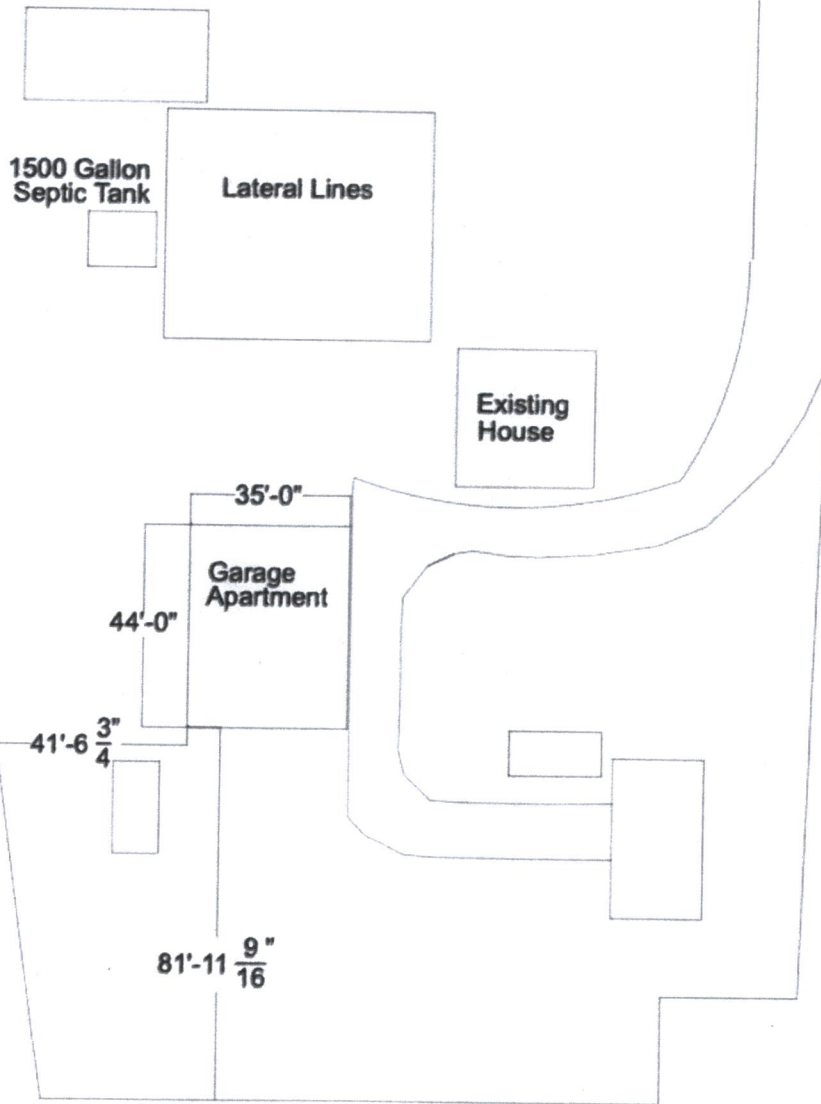 1500 Gallon
Septic Tank
Lateral Lines
Existing
House
35'-0"
Garage
Apartment
44'-0"
41'-6 3/4"
81'-11 9/16"